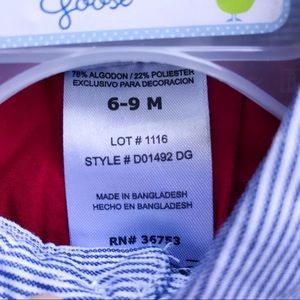 goose
78% ALGODON / 22% POLIESTER
EXCLUSIVO PARA DECORACION
6-9 M
LOT # 1116
STYLE # D01492 DG
MADE IN BANGLADESH
HECHO EN BANGLADESH
RN# 36753